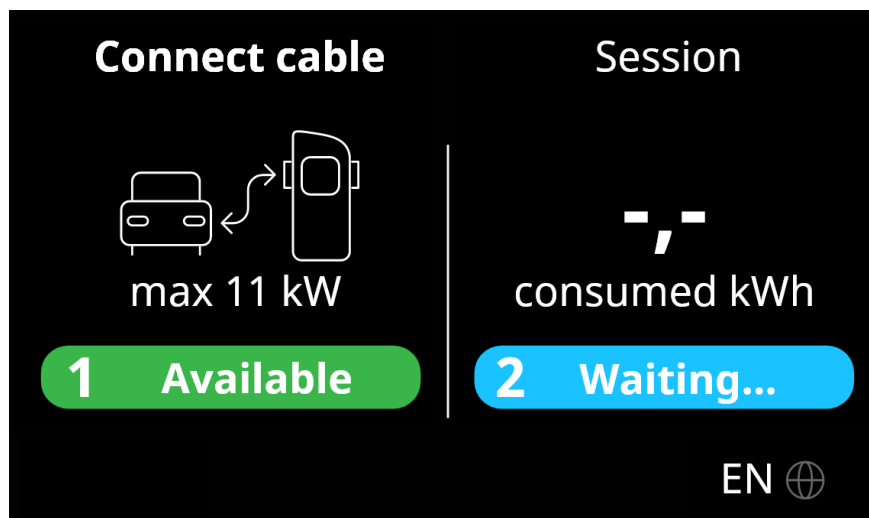 Connect cable
max 11 kW
1 Available
Session
-,-
consumed kWh
2 Waiting...
EN